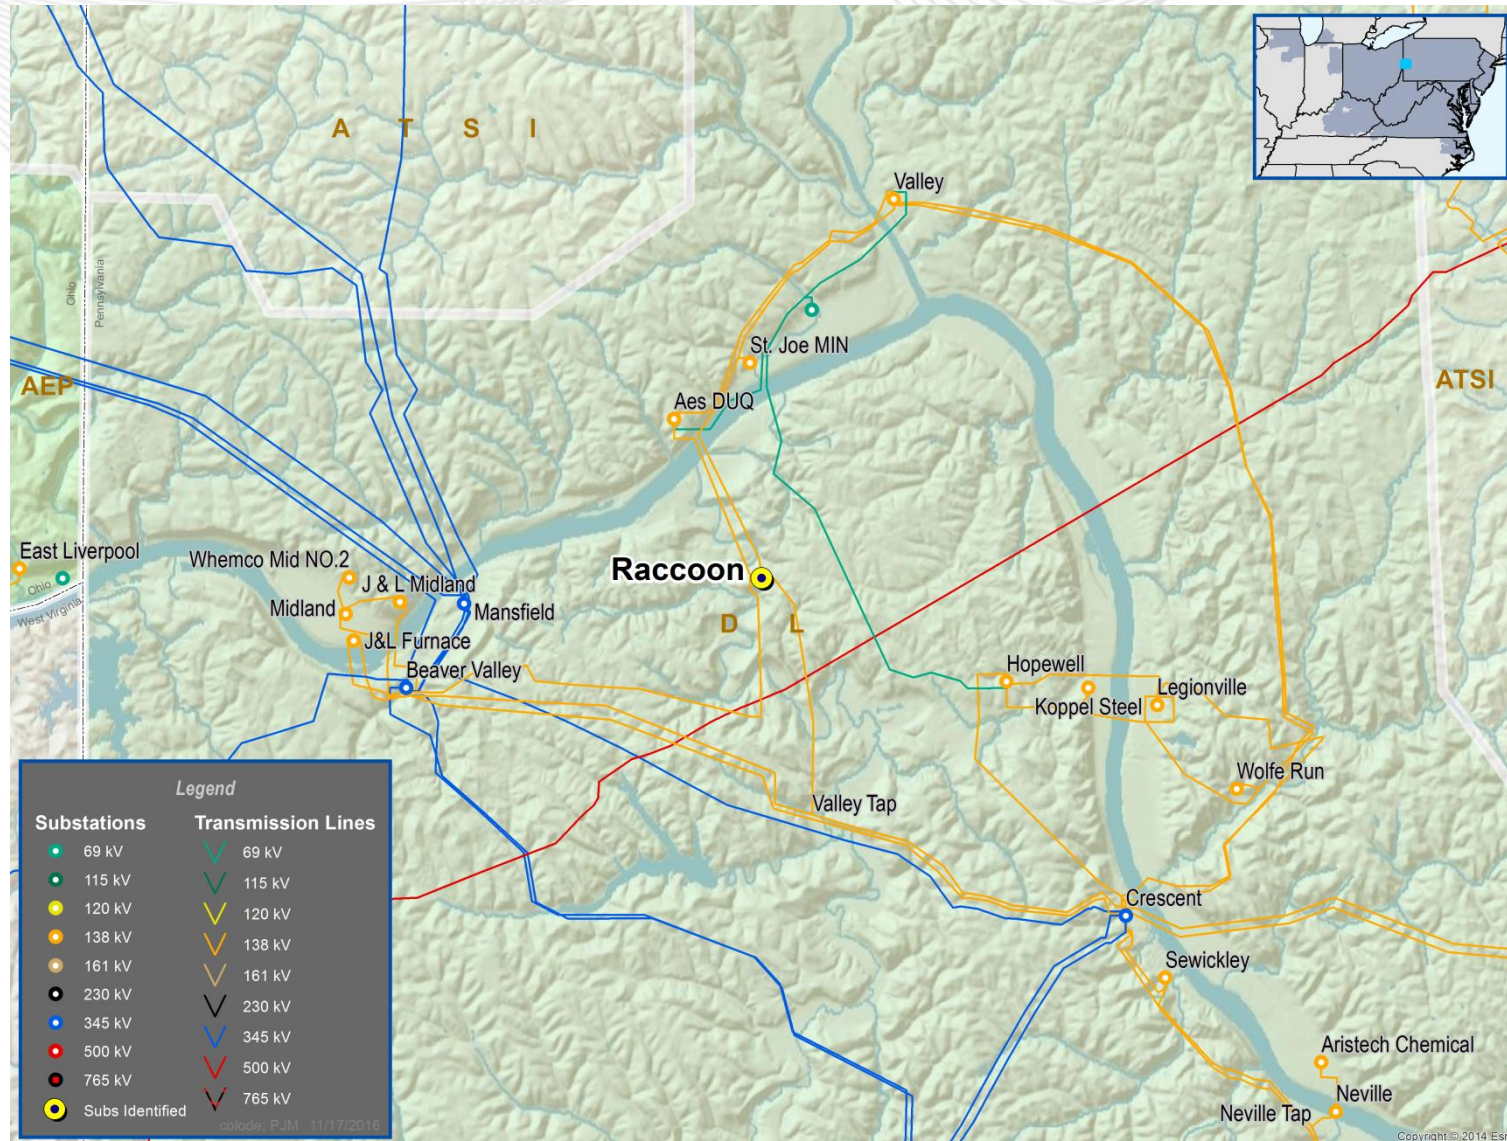 A T S I
Valley
Ohio
Pennsylvania
St. Joe MIN
AEP
ATSI
Aes DUQ
East Liverpool
Ohio
West Virginia
Whemco Mid NO.2
J & L Midland
Midland
Mansfield
J&L Furnace
Beaver Valley
Raccoon
D L
Hopewell
Koppel Steel
Legionville
Wolfe Run
Valley Tap
Crescent
Sewickley
Aristech Chemical
Neville
Neville Tap
Legend
Substations
69 kV
115 kV
120 kV
138 kV
161 kV
230 kV
345 kV
500 kV
765 kV
Subs Identified
Transmission Lines
69 kV
115 kV
120 kV
138 kV
161 kV
230 kV
345 kV
500 kV
765 kV
colode; PJM 11/17/2016
Copyright:© 2014 Esri